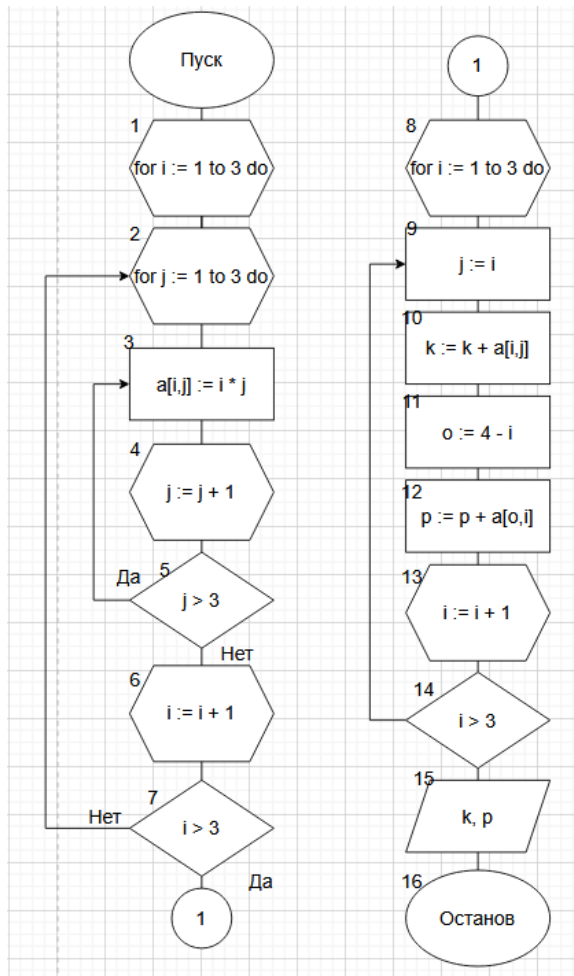 Пуск
1
for i := 1 to 3 do
2
for j := 1 to 3 do
3
a[i,j] := i * j
4
j := j + 1
5
Да
j > 3
Нет
6
i := i + 1
7
Нет
i > 3
Да
1
1
8
for i := 1 to 3 do
9
j := i
10
k := k + a[i,j]
11
o := 4 - i
12
p := p + a[o,i]
13
i := i + 1
14
i > 3
15
k, p
16
Останов